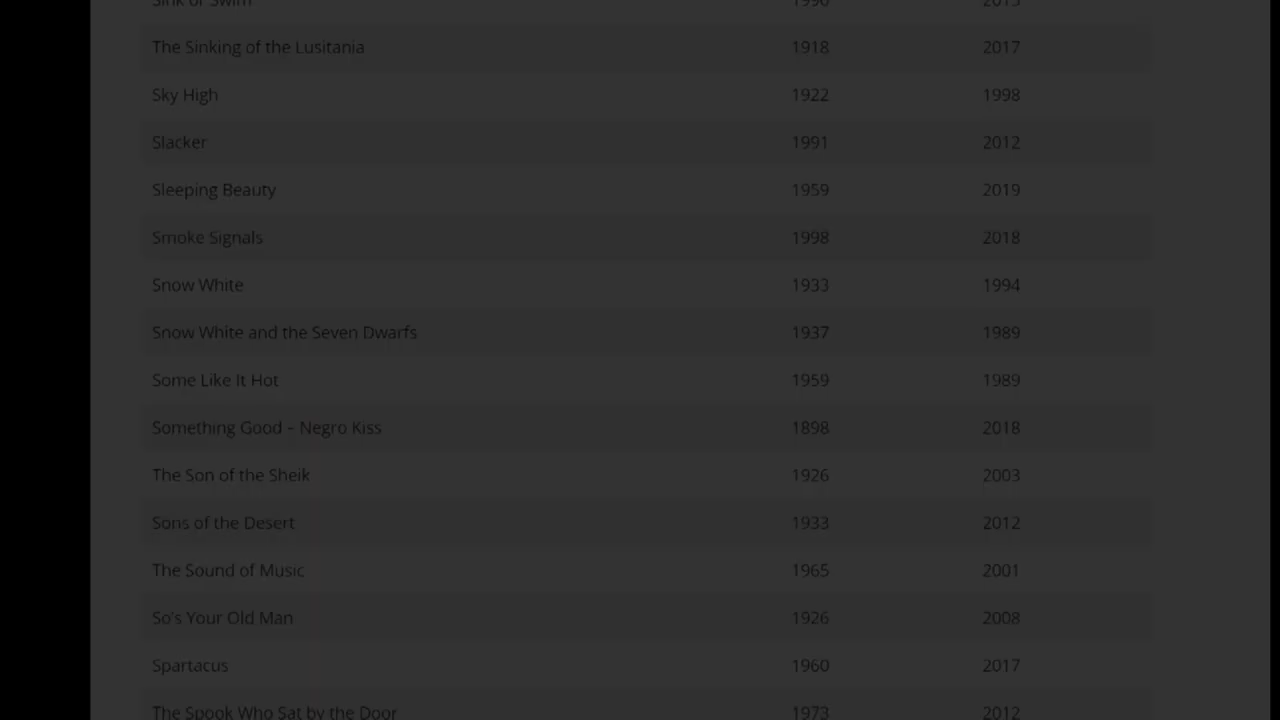 Sink or Swim 1990 2015
The Sinking of the Lusitania 1918 2017
Sky High 1922 1998
Slacker 1991 2012
Sleeping Beauty 1959 2019
Smoke Signals 1998 2018
Snow White 1933 1994
Snow White and the Seven Dwarfs 1937 1989
Some Like It Hot 1959 1989
Something Good – Negro Kiss 1898 2018
The Son of the Sheik 1926 2003
Sons of the Desert 1933 2012
The Sound of Music 1965 2001
So's Your Old Man 1926 2008
Spartacus 1960 2017
The Spook Who Sat by the Door 1973 2012